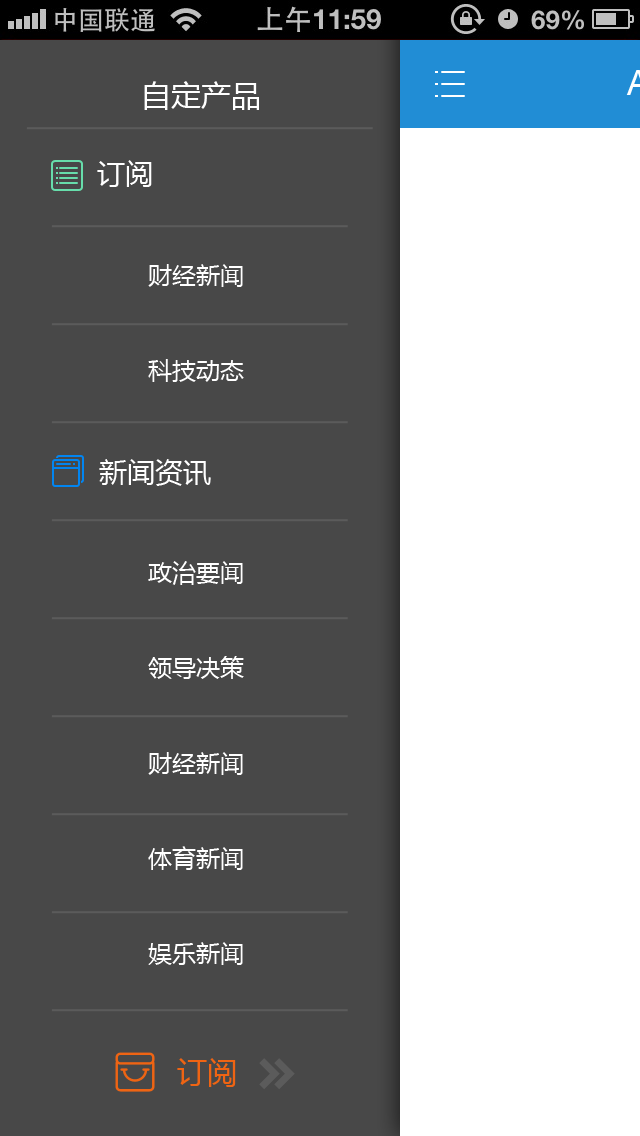 中国联通 上午11:59 69%
自定产品
A
订阅
财经新闻
科技动态
新闻资讯
政治要闻
领导决策
财经新闻
体育新闻
娱乐新闻
订阅